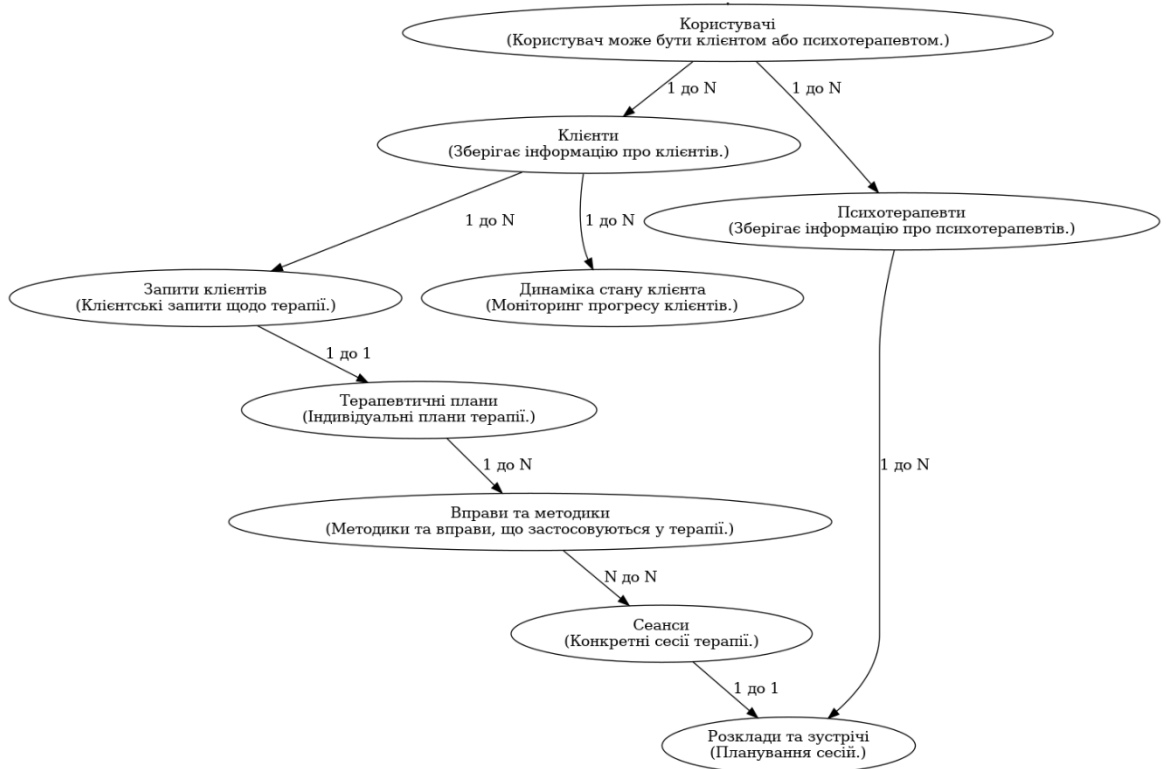 Користувачі
(Користувач може бути клієнтом або психотерапевтом.)
1 до N
1 до N
Клієнти
(Зберігає інформацію про клієнтів.)
1 до N
1 до N
Психотерапевти
(Зберігає інформацію про психотерапевтів.)
Запити клієнтів
(Клієнтські запити щодо терапії.)
Динаміка стану клієнта
(Моніторинг прогресу клієнтів.)
1 до 1
Терапевтичні плани
(Індивідуальні плани терапії.)
1 до N
1 до N
Вправи та методики
(Методики та вправи, що застосовуються у терапії.)
N до N
Сеанси
(Конкретні сесії терапії.)
1 до 1
Розклади та зустрічі
(Планування сесій.)